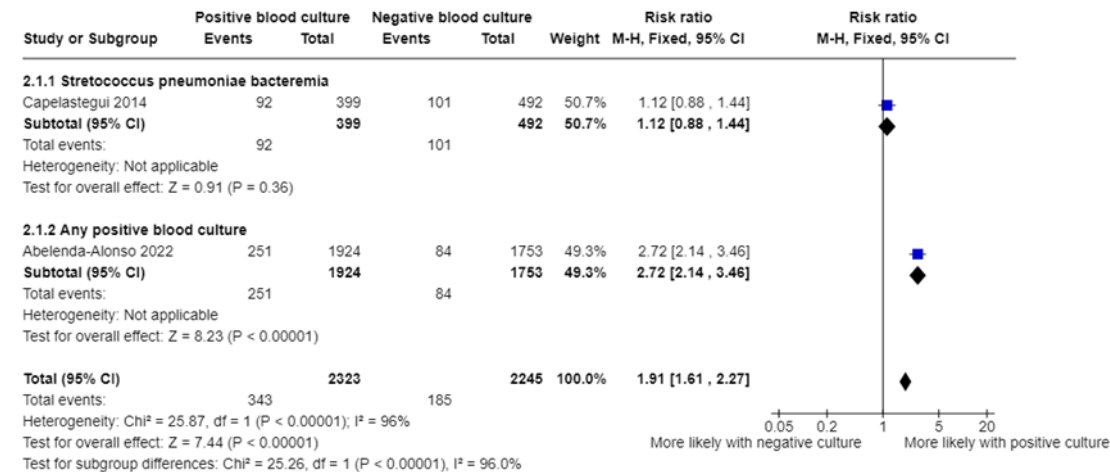 Positive blood culture Negative blood culture Risk ratio Risk ratio
Study or Subgroup Events Total Events Total Weight M-H, Fixed, 95% CI M-H, Fixed, 95% CI
2.1.1 Stretococcus pneumoniae bacteremia
Capelastegui 2014 92 399 101 492 50.7% 1.12 [0.88 , 1.44]
Subtotal (95% CI) 399 492 50.7% 1.12 [0.88 , 1.44]
Total events: 92 101
Heterogeneity: Not applicable
Test for overall effect: Z = 0.91 (P = 0.36)
2.1.2 Any positive blood culture
Abelenda-Alonso 2022 251 1924 84 1753 49.3% 2.72 [2.14 , 3.46]
Subtotal (95% CI) 1924 1753 49.3% 2.72 [2.14 , 3.46]
Total events: 251 84
Heterogeneity: Not applicable
Test for overall effect: Z = 8.23 (P < 0.00001)
Total (95% CI) 2323 2245 100.0% 1.91 [1.61 , 2.27]
Total events: 343 185
Heterogeneity: Chi² = 25.87, df = 1 (P < 0.00001); I² = 96%
0.05 0.2 1 5 20
Test for overall effect: Z = 7.44 (P < 0.00001) More likely with negative culture More likely with positive culture
Test for subgroup differences: Chi² = 25.26, df = 1 (P < 0.00001), I² = 96.0%